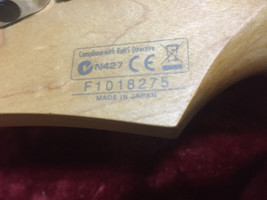 Compliance with RoHS Directive
N427 CE
F1018275
MADE IN JAPAN